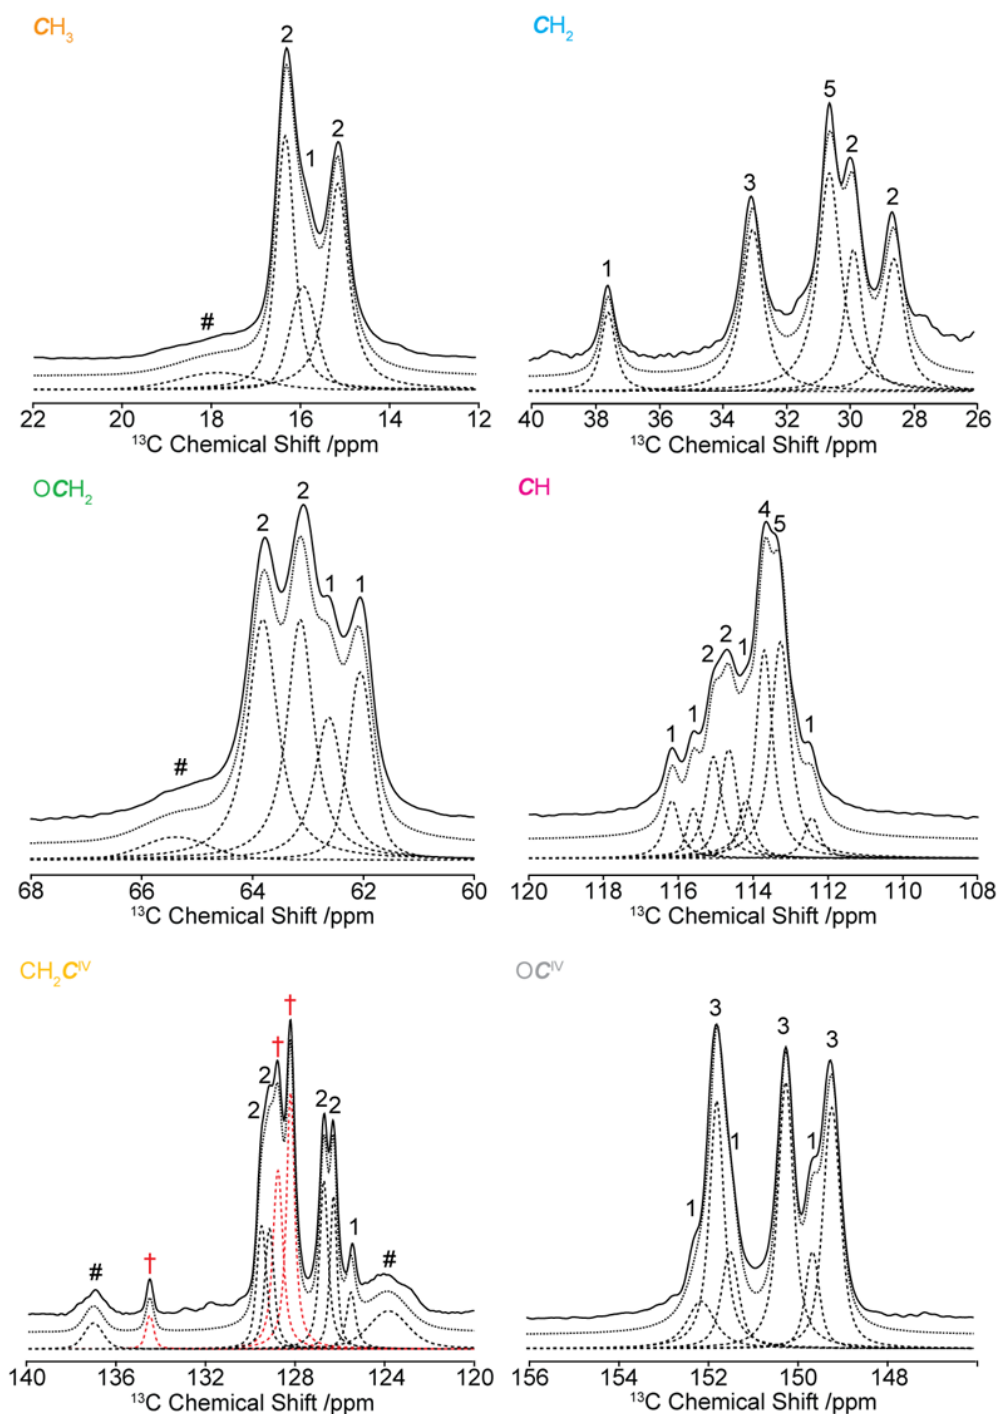 CH3
2
1
2
#
22 20 18 16 14 12
13C Chemical Shift /ppm
CH2
5
2
3
2
1
40 38 36 34 32 30 28 26
13C Chemical Shift /ppm
OCH2
2
2
1 1
#
68 66 64 62 60
13C Chemical Shift /ppm
CH
4
5
2
2 1
1
1 1
120 118 116 114 112 110 108
13C Chemical Shift /ppm
CH2CIV
†
†
2
2
2 2
1
†
#
#
140 136 132 128 124 120
13C Chemical Shift /ppm
OCIV
3
3
3
1
1
1
156 154 152 150 148
13C Chemical Shift /ppm